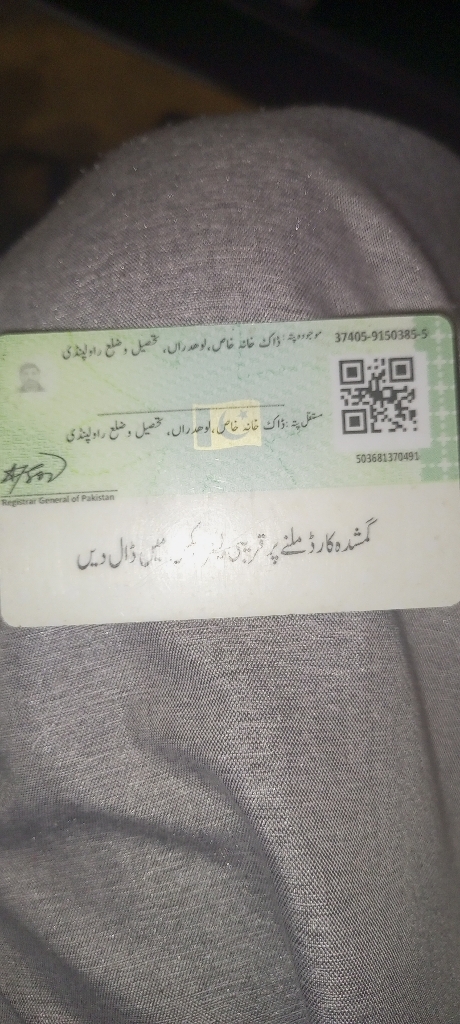 37405-9150385-5
موجودہ پتہ: ڈاک خانہ خاص، لوھدراں، تحصیل و ضلع راولپنڈی
مستقل پتہ: ڈاک خانہ خاص، لوھدراں، تحصیل و ضلع راولپنڈی
503681370491
Registrar General of Pakistan
گمشدہ کارڈ ملنے پر قریبی میں ڈال دیں